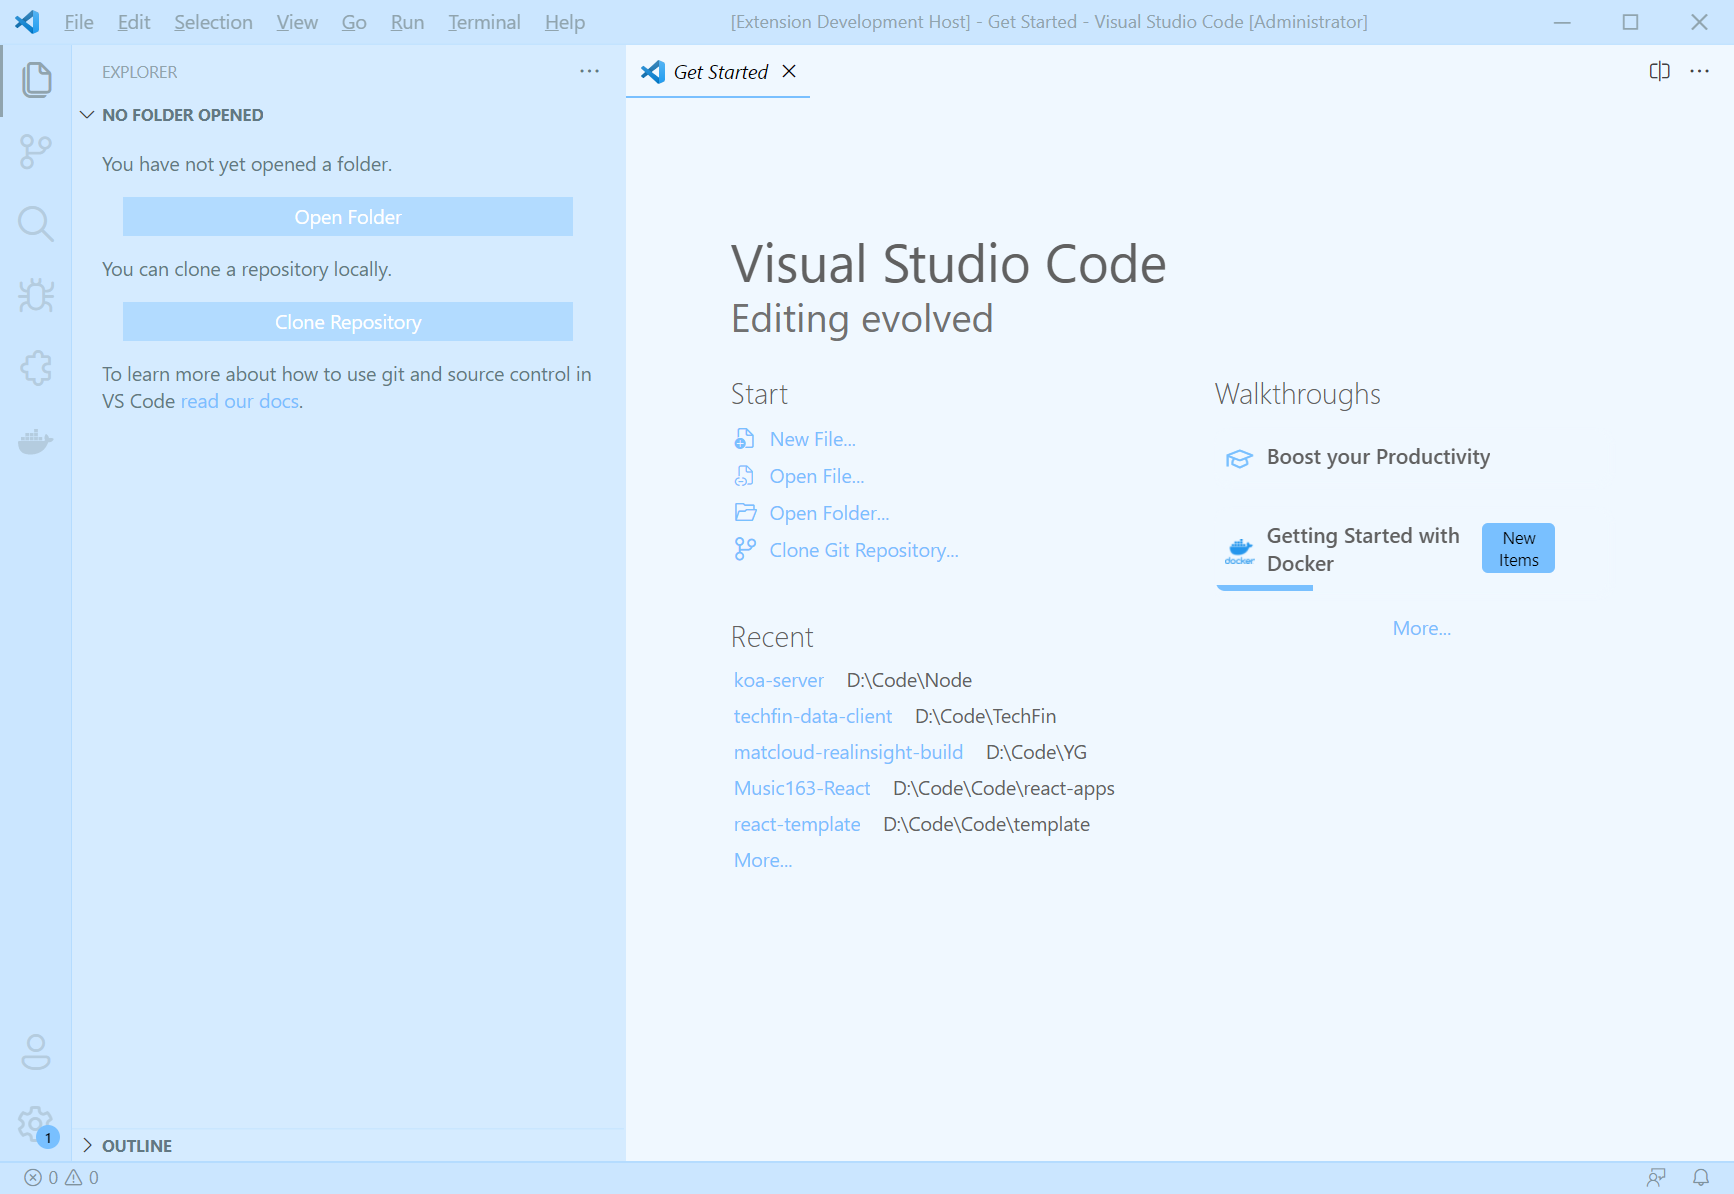 File Edit Selection View Go Run Terminal Help [Extension Development Host] - Get Started - Visual Studio Code [Administrator]
EXPLORER
NO FOLDER OPENED
You have not yet opened a folder.
Open Folder
You can clone a repository locally.
Clone Repository
To learn more about how to use git and source control in
VS Code read our docs.
OUTLINE
1
Get Started
Visual Studio Code
Editing evolved
Start
New File...
Open File...
Open Folder...
Clone Git Repository...
Recent
koa-server D:\Code\Node
techfin-data-client D:\Code\TechFin
matcloud-realinsight-build D:\Code\YG
Music163-React D:\Code\Code\react-apps
react-template D:\Code\Code\template
More...
Walkthroughs
Boost your Productivity
docker
Getting Started with
Docker
New
Items
More...
0 0